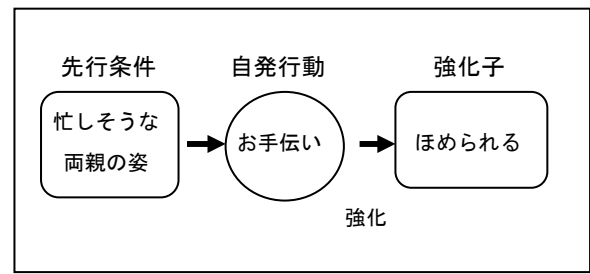 先行条件
自発行動
強化子
忙しそうな
両親の姿
お手伝い
ほめられる
強化